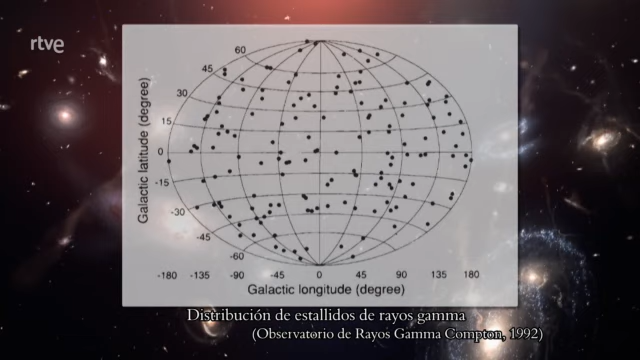 rtve
60
45
30
15
0
-15
-30
-45
-60
Galactic latitude (degree)
-180 -135 -90 -45 0 45 90 135 180
Galactic longitude (degree)
Distribución de estallidos de rayos gamma
(Observatorio de Rayos Gamma Compton, 1992)